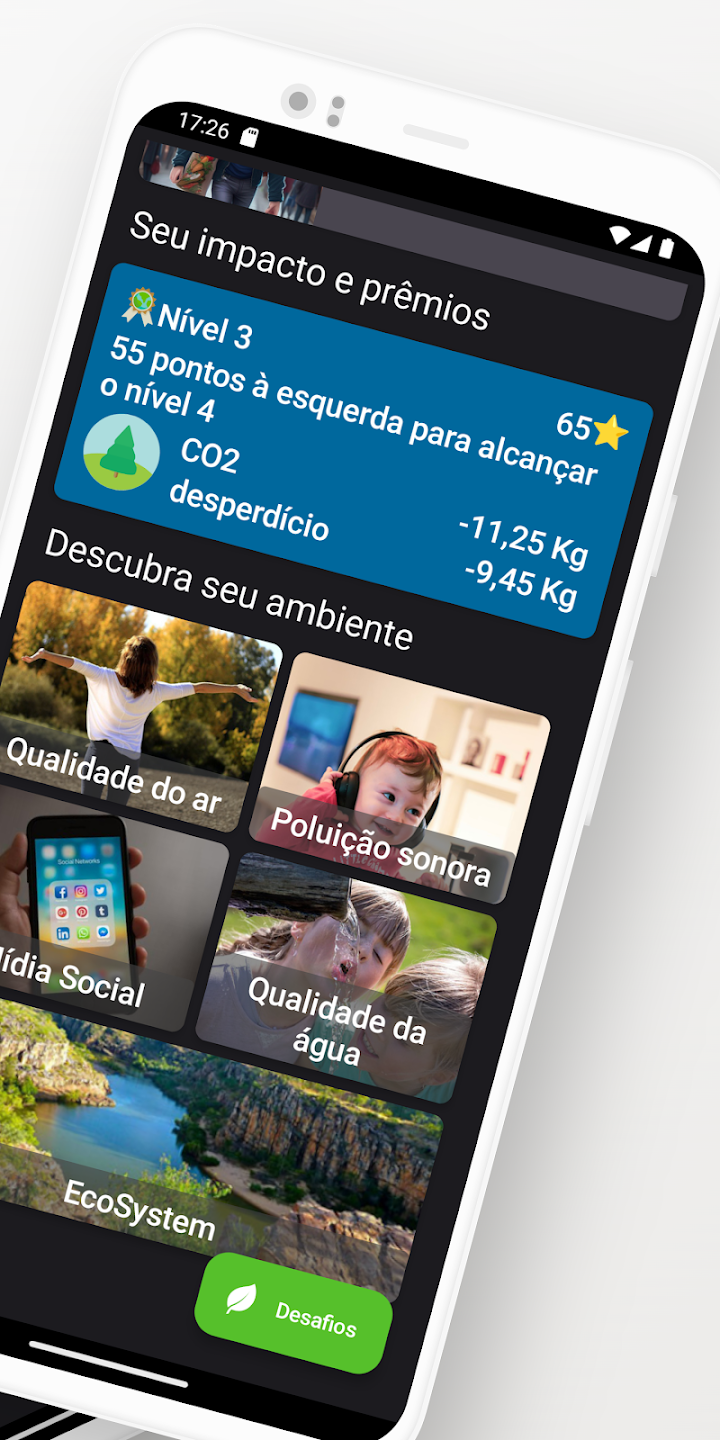 17:26
Seu impacto e prêmios
Nível 3
65
55 pontos à esquerda para alcançar
o nível 4
CO2
-11,25 Kg
desperdício
-9,45 Kg
Descubra seu ambiente
Qualidade do ar
Poluição sonora
Social Networks
ídia Social
Qualidade da
água
EcoSystem
Desafios